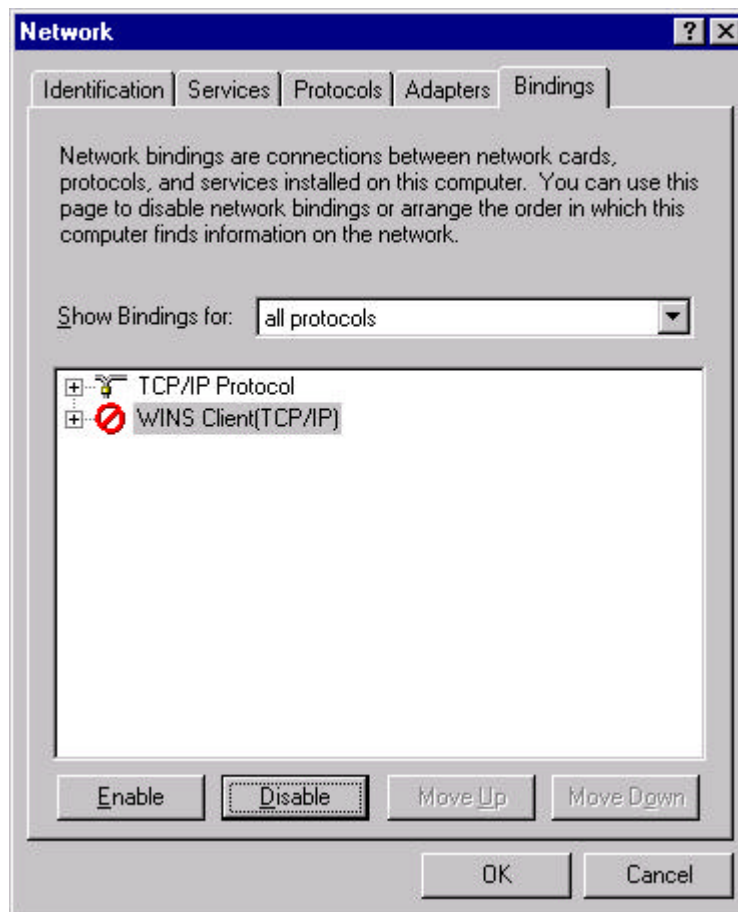 Network
Identification Services Protocols Adapters Bindings
Network bindings are connections between network cards,
protocols, and services installed on this computer. You can use this
page to disable network bindings or arrange the order in which this
computer finds information on the network.
Show Bindings for: all protocols
TCP/IP Protocol
WINS Client(TCP/IP)
Enable Disable Move Up Move Down
OK Cancel